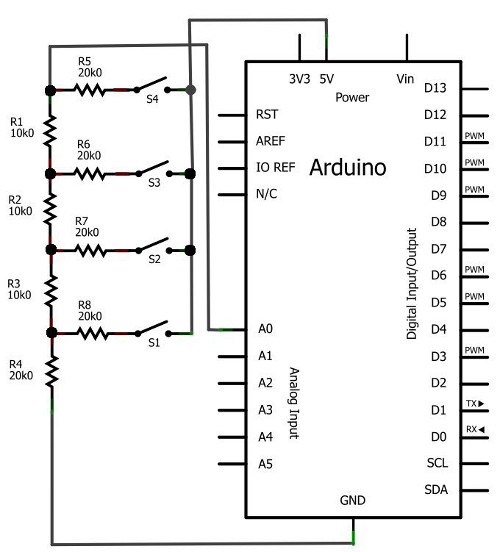 R5
20k0
S4
R1
10k0
R6
20k0
S3
R2
10k0
R7
20k0
S2
R3
10k0
R8
20k0
S1
R4
20k0
3V3 5V Vin
Power
RST
AREF
IO REF
N/C
Arduino
A0
A1
A2
A3
A4
A5
Analog Input
Digital Input/Output
D13
D12
D11 PWM
D10 PWM
D9 PWM
D8
D7
D6 PWM
D5 PWM
D4
D3 PWM
D2
D1 TX▶
D0 RX◀
SCL
SDA
GND